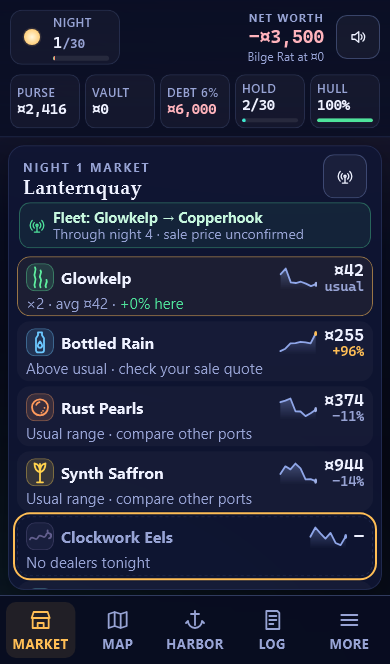 NIGHT
1/30
NET WORTH
−¤3,500
Bilge Rat at ¤0
PURSE
¤2,416
VAULT
¤0
DEBT 6%
¤6,000
HOLD
2/30
HULL
100%
NIGHT 1 MARKET
Lanternquay
Fleet: Glowkelp → Copperhook
Through night 4 · sale price unconfirmed
Glowkelp
¤42
usual
×2 · avg ¤42 · +0% here
Bottled Rain
¤255
+96%
Above usual · check your sale quote
Rust Pearls
¤374
−11%
Usual range · compare other ports
Synth Saffron
¤944
−14%
Usual range · compare other ports
Clockwork Eels
–
No dealers tonight
MARKET
MAP
HARBOR
LOG
MORE